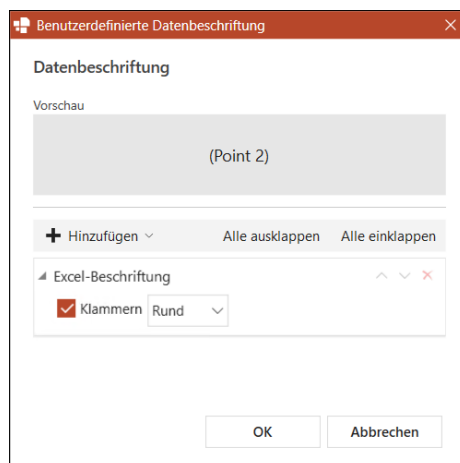 Benutzerdefinierte Datenbeschriftung
Datenbeschriftung
Vorschau
(Point 2)
Hinzufügen Alle ausklappen Alle einklappen
Excel-Beschriftung
Klammern Rund
OK Abbrechen